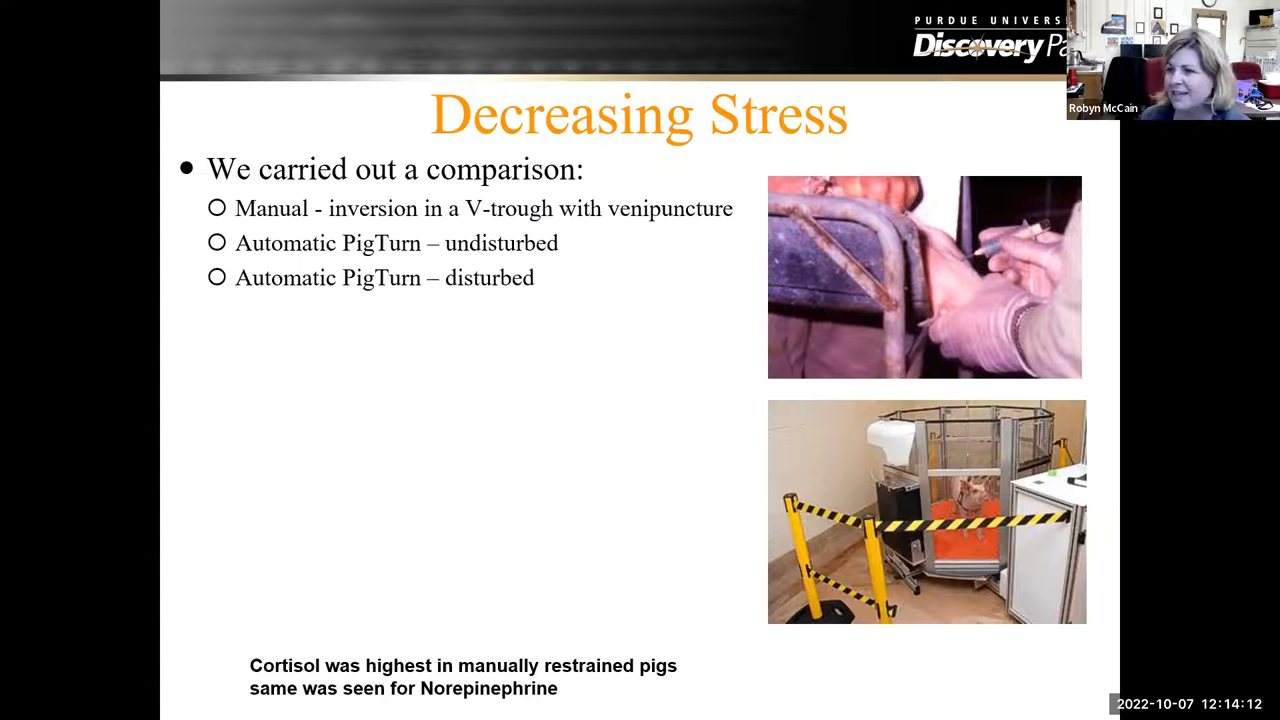 PURDUE UNIVERS
Discovery Pa
Robyn McCain
Decreasing Stress
We carried out a comparison:
Manual - inversion in a V-trough with venipuncture
Automatic PigTurn – undisturbed
Automatic PigTurn – disturbed
Cortisol was highest in manually restrained pigs
same was seen for Norepinephrine
2022-10-07 12:14:12